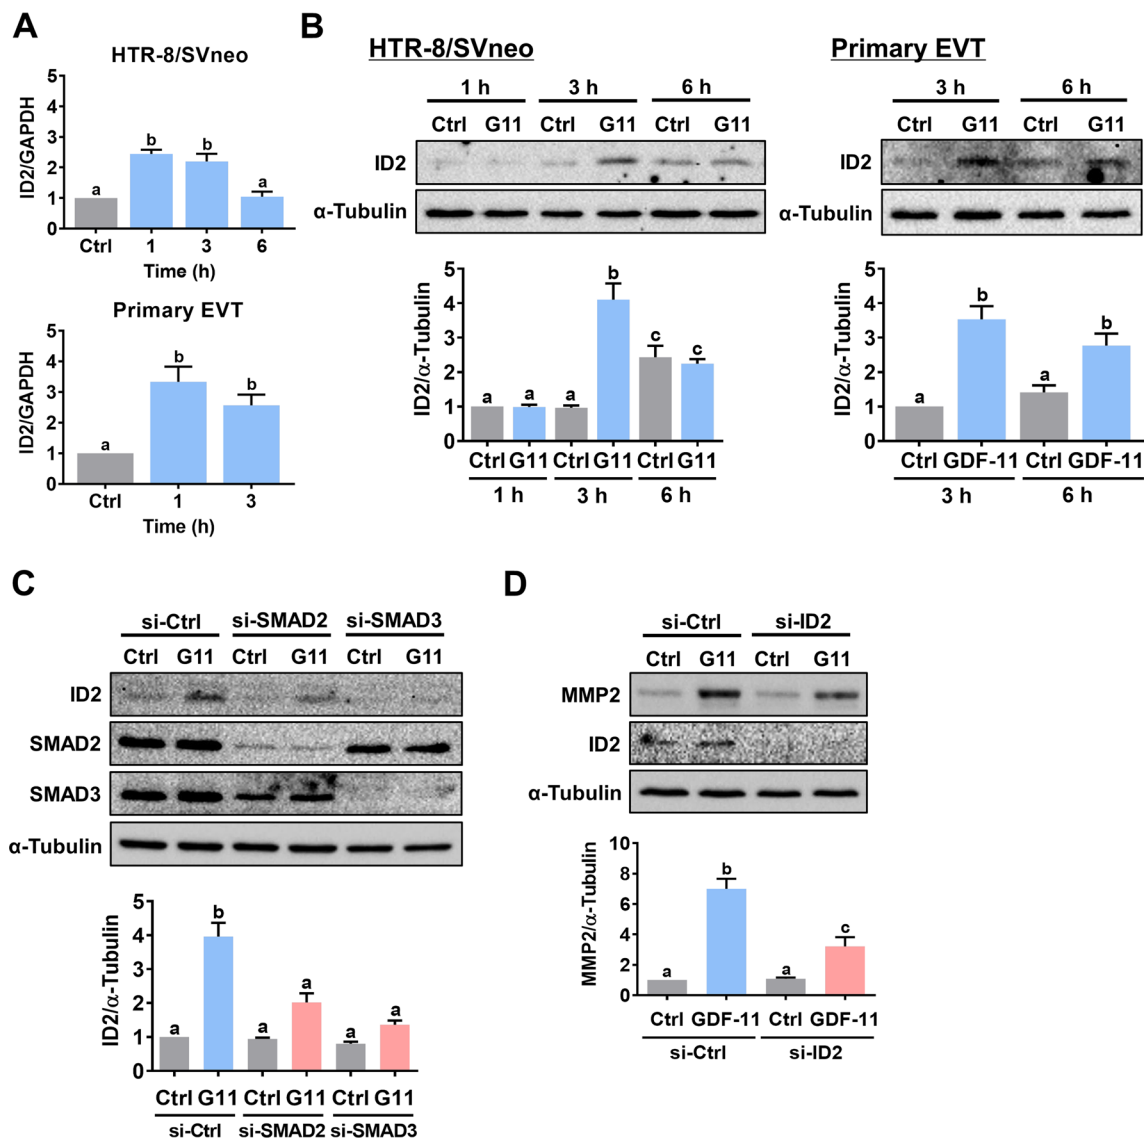 A
HTR-8/SVneo
ID2/GAPDH
5
4
3
2
1
0
a
b
b
a
Ctrl 1 3 6
Time (h)
Primary EVT
ID2/GAPDH
5
4
3
2
1
0
a
b
b
Ctrl 1 3
Time (h)
B
HTR-8/SVneo
1 h 3 h 6 h
Ctrl G11 Ctrl G11 Ctrl G11
ID2
α-Tubulin
ID2/α-Tubulin
5
4
3
2
1
0
a
a
a
b
c
c
Ctrl G11 Ctrl G11 Ctrl G11
1 h 3 h 6 h
Primary EVT
3 h 6 h
Ctrl G11 Ctrl G11
ID2
α-Tubulin
ID2/α-Tubulin
5
4
3
2
1
0
a
b
a
b
Ctrl GDF-11 Ctrl GDF-11
3 h 6 h
C
si-Ctrl si-SMAD2 si-SMAD3
Ctrl G11 Ctrl G11 Ctrl G11
ID2
SMAD2
SMAD3
α-Tubulin
ID2/α-Tubulin
5
4
3
2
1
0
a
b
a
a
a
a
Ctrl G11 Ctrl G11 Ctrl G11
si-Ctrl si-SMAD2 si-SMAD3
D
si-Ctrl si-ID2
Ctrl G11 Ctrl G11
MMP2
ID2
α-Tubulin
MMP2/α-Tubulin
10
8
6
4
2
0
a
b
a
c
Ctrl GDF-11 Ctrl GDF-11
si-Ctrl si-ID2